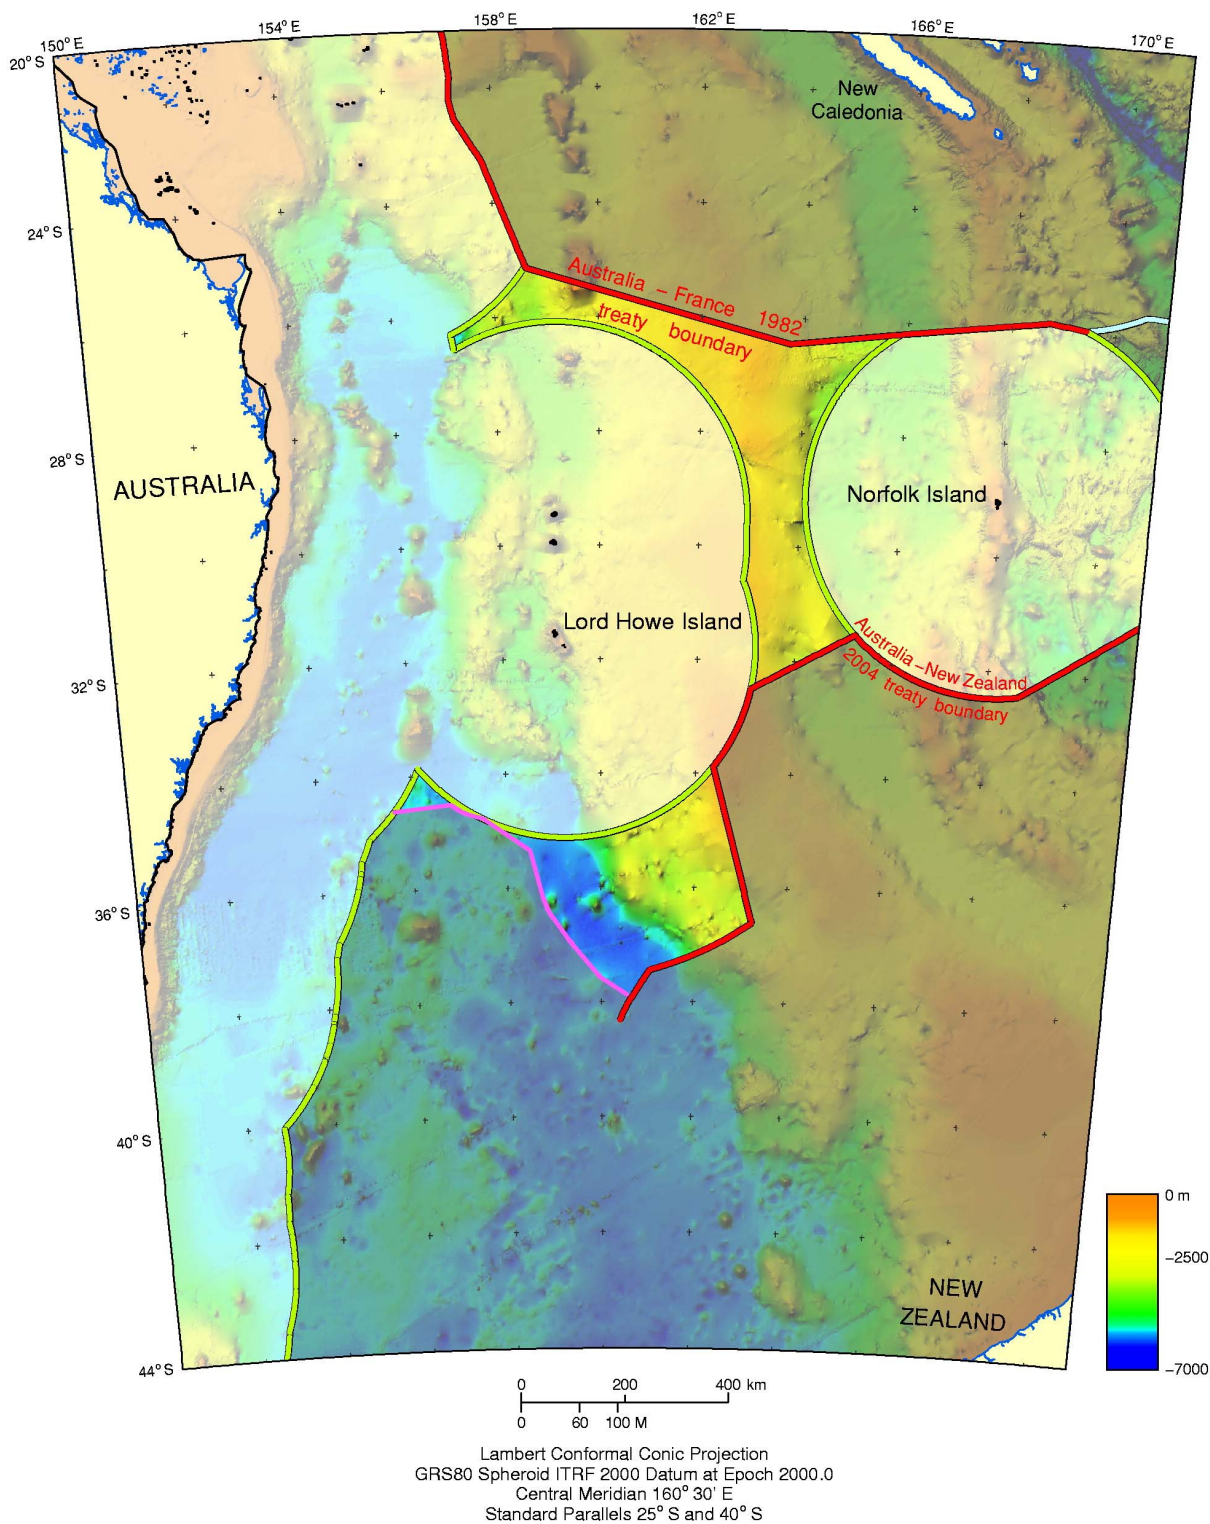 150°E
154°E
158°E
162°E
166°E
170°E
20°S
New
Caledonia
24°S
Australia – France 1982
treaty boundary
28°S
AUSTRALIA
Norfolk Island
Lord Howe Island
Australia – New Zealand
2004 treaty boundary
32°S
36°S
40°S
0 m
–2500
–7000
NEW
ZEALAND
44°S
0 200 400 km
0 60 100 M
Lambert Conformal Conic Projection
GRS80 Spheroid ITRF 2000 Datum at Epoch 2000.0
Central Meridian 160° 30' E
Standard Parallels 25° S and 40° S